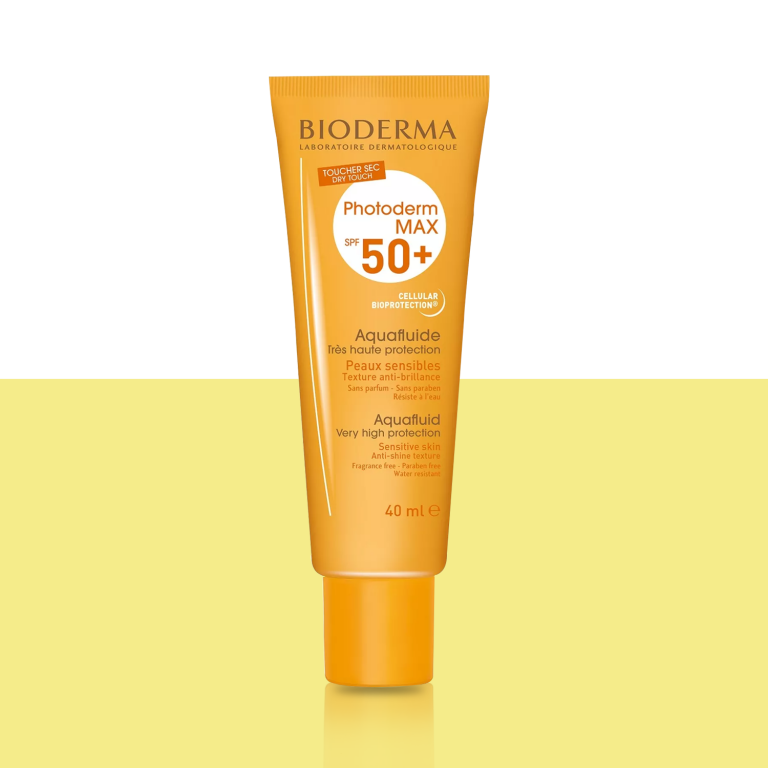 BIODERMA
LABORATOIRE DERMATOLOGIQUE
TOUCHER SEC
DRY TOUCH
Photoderm
MAX
SPF 50+
CELLULAR
BIOPROTECTION®
Aquafluide
Très haute protection
Peaux sensibles
Texture anti-brillance
Sans parfum - Sans paraben
Résiste à l'eau
Aquafluid
Very high protection
Sensitive skin
Anti-shine texture
Fragrance free - Paraben free
Water resistant
40 ml ℮